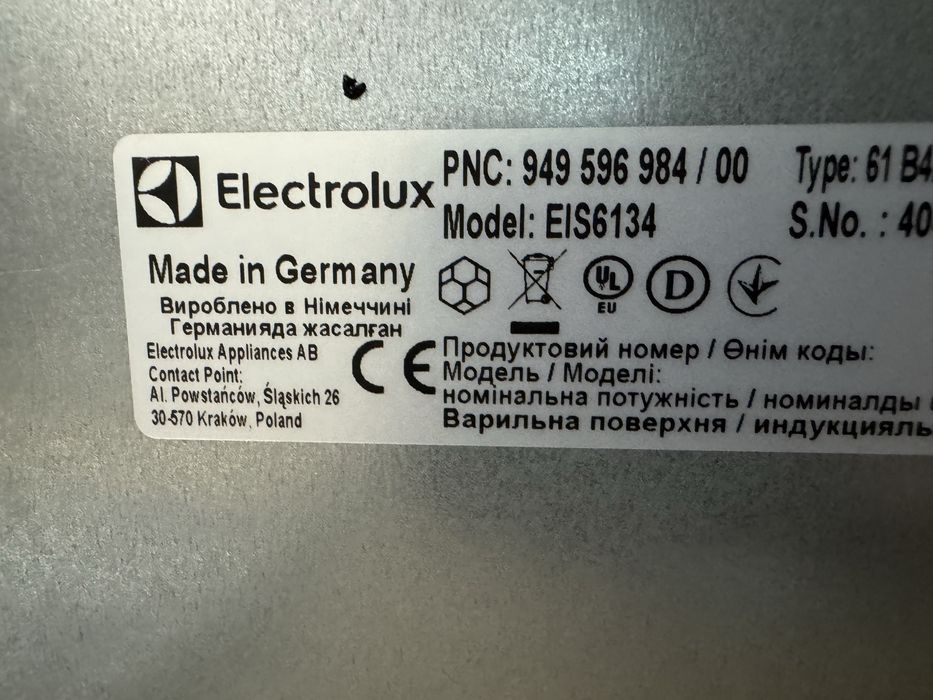 Electrolux
PNC: 949 596 984 / 00 Type: 61 B4
Model: EIS6134 S.No. : 40
Made in Germany
Вироблено в Німеччині
Германияда жасалған
Electrolux Appliances AB
Contact Point:
Al. Powstańców, Śląskich 26
30-570 Kraków, Poland
CE
UL
EU
D
Продуктовий номер / Өнім коды:
Модель / Моделі:
номінальна потужність / номиналды
Варильна поверхня / индукцияль